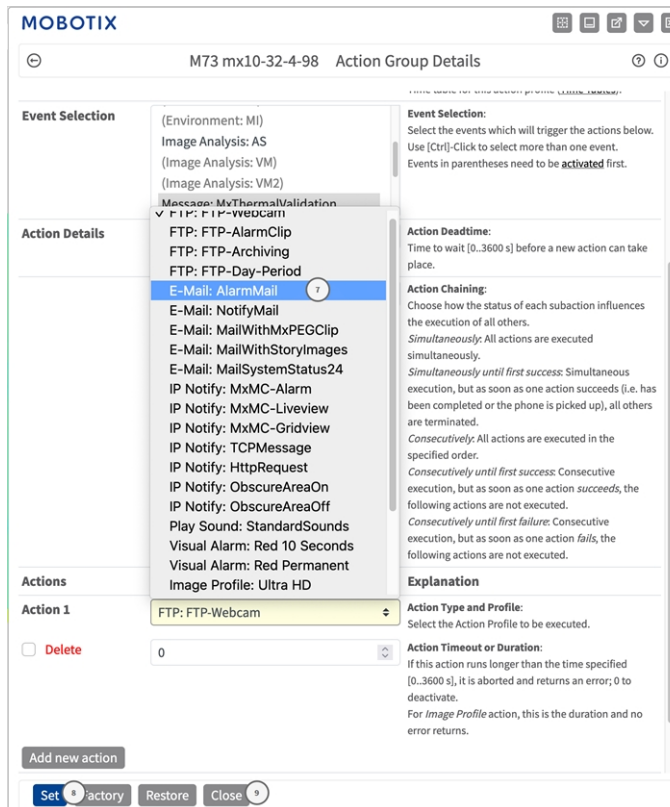 MOBOTIX
M73 mx10-32-4-98 Action Group Details
Time table for this action profile (Time Tables).
Event Selection
(Environment: MI)
Image Analysis: AS
(Image Analysis: VM)
(Image Analysis: VM2)
Message: MxThermalValidation
Event Selection:
Select the events which will trigger the actions below.
Use [Ctrl]-Click to select more than one event.
Events in parentheses need to be activated first.
Action Details
✓ FTP: FTP-Webcam
FTP: FTP-AlarmClip
FTP: FTP-Archiving
FTP: FTP-Day-Period
E-Mail: AlarmMail 7
E-Mail: NotifyMail
E-Mail: MailWithMxPEGClip
E-Mail: MailWithStoryImages
E-Mail: MailSystemStatus24
IP Notify: MxMC-Alarm
IP Notify: MxMC-Liveview
IP Notify: MxMC-Gridview
IP Notify: TCPMessage
IP Notify: HttpRequest
IP Notify: ObscureAreaOn
IP Notify: ObscureAreaOff
Play Sound: StandardSounds
Visual Alarm: Red 10 Seconds
Visual Alarm: Red Permanent
Image Profile: Ultra HD
Action Deadtime:
Time to wait [0..3600 s] before a new action can take
place.
Action Chaining:
Choose how the status of each subaction influences
the execution of all others.
Simultaneously: All actions are executed
simultaneously.
Simultaneously until first success: Simultaneous
execution, but as soon as one action succeeds (i.e. has
been completed or the phone is picked up), all others
are terminated.
Consecutively: All actions are executed in the
specified order.
Consecutively until first success: Consecutive
execution, but as soon as one action succeeds, the
following actions are not executed.
Consecutively until first failure: Consecutive
execution, but as soon as one action fails, the
following actions are not executed.
Actions
Explanation
Action 1
FTP: FTP-Webcam
Action Type and Profile:
Select the Action Profile to be executed.
Delete
0
Action Timeout or Duration:
If this action runs longer than the time specified
[0..3600 s], it is aborted and returns an error; 0 to
deactivate.
For Image Profile action, this is the duration and no
error returns.
Add new action
Set 8 actory Restore Close 9